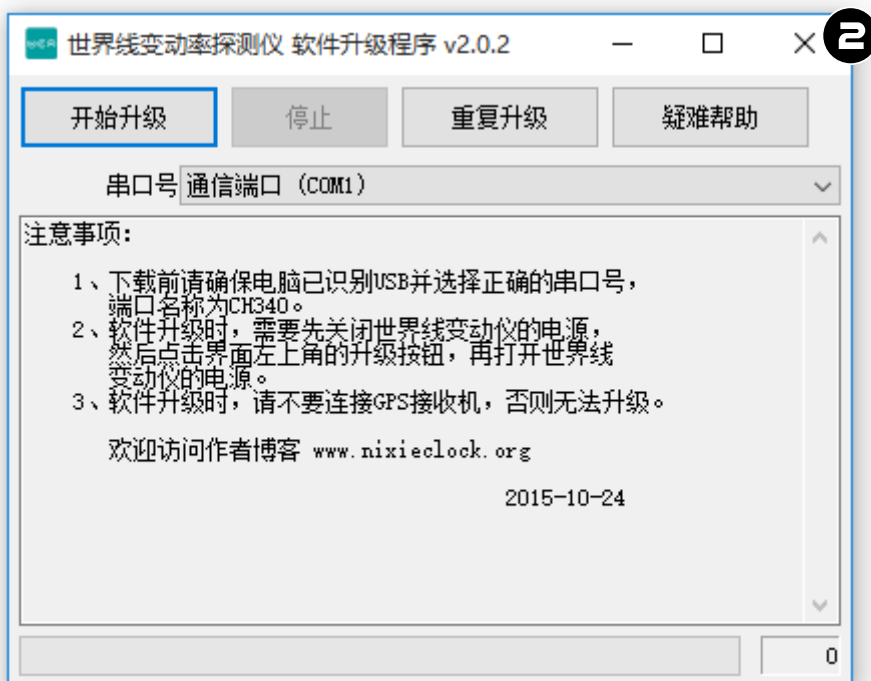 世界线变动率探测仪 软件升级程序 v2.0.2
2
开始升级 停止 重复升级 疑难帮助
串口号 通信端口 (COM1)
注意事项:
1、下载前请确保电脑已识别USB并选择正确的串口号，
端口名称为CH340。
2、软件升级时，需要先关闭世界线变动仪的电源，
然后点击界面左上角的升级按钮，再打开世界线
变动仪的电源。
3、软件升级时，请不要连接GPS接收机，否则无法升级。
欢迎访问作者博客 www.nixieclock.org
2015-10-24
0